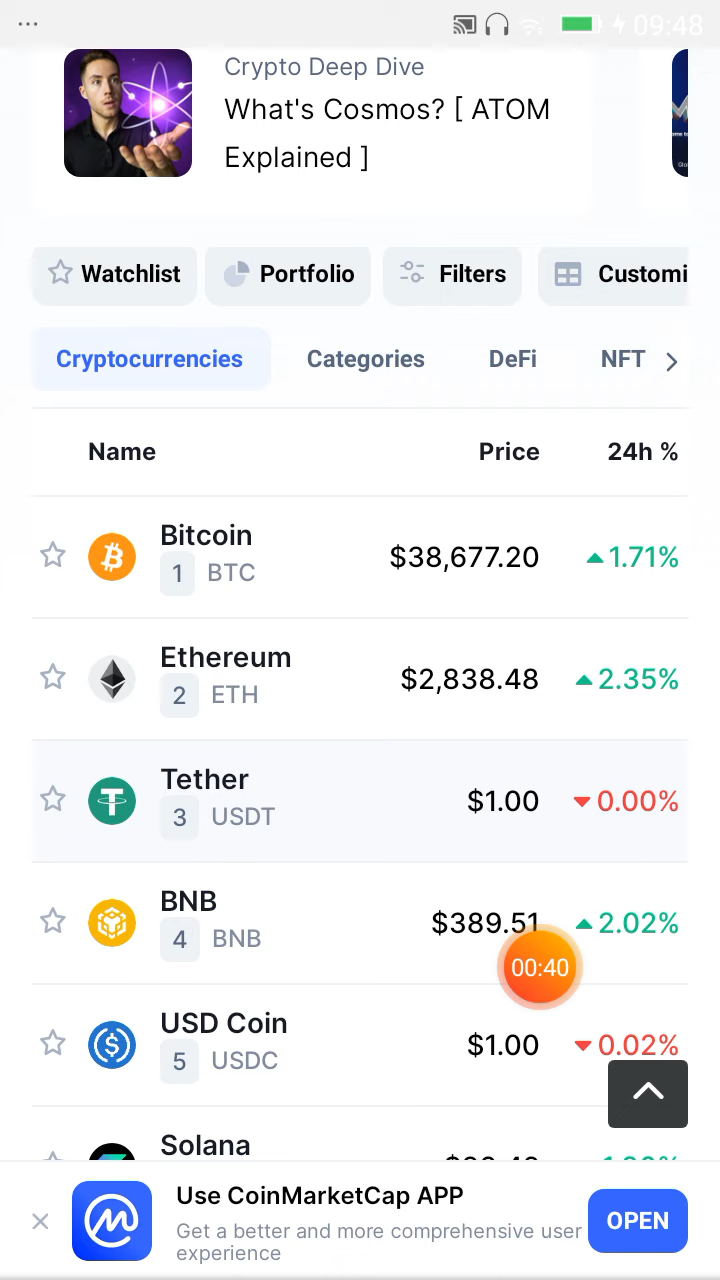 09:48
Crypto Deep Dive
What's Cosmos? [ ATOM
Explained ]
Watchlist Portfolio Filters Customi
Cryptocurrencies Categories DeFi NFT
Name Price 24h %
Bitcoin
1 BTC $38,677.20 1.71%
Ethereum
2 ETH $2,838.48 2.35%
Tether
3 USDT $1.00 0.00%
BNB
4 BNB $389.51 2.02%
00:40
USD Coin
5 USDC $1.00 0.02%
Solana
Use CoinMarketCap APP
Get a better and more comprehensive user
experience
OPEN